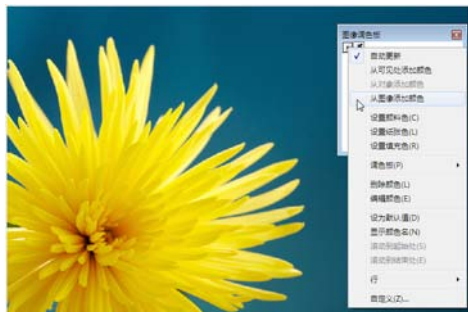 图像调色板
自动更新
从可见处添加颜色
从对象添加颜色
从图像添加颜色
设置颜料色(C)
设置纸张色(L)
设置填充色(R)
调色板(P)
删除颜色(L)
编辑颜色(E)
设为默认值(D)
显示颜色名(N)
滚动到起始处(S)
滚动到结束处(E)
行
自定义(Z)...